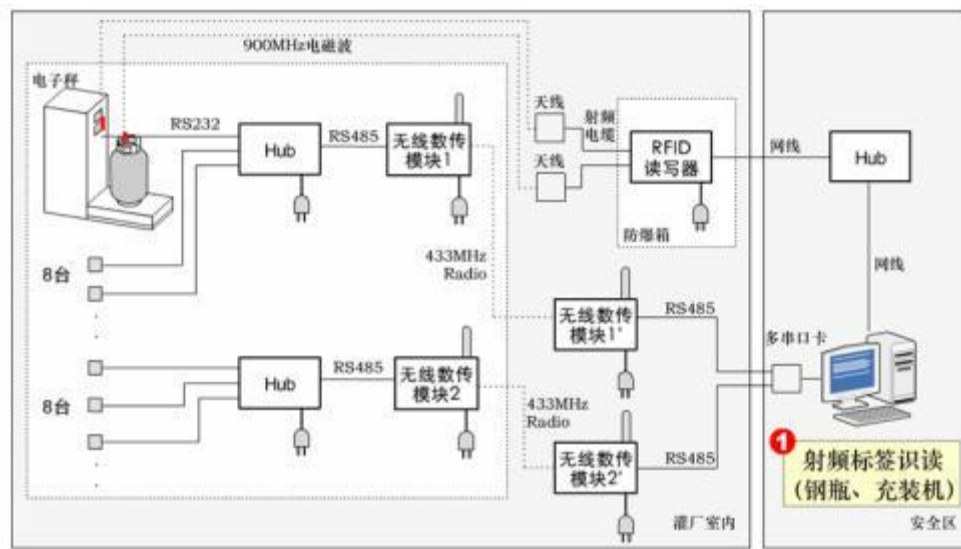 900MHz电磁波
电子秤
RS232
Hub
RS485
无线数传
模块1
天线
天线
射频
电缆
RFID
读写器
防爆箱
网线
Hub
网线
8台
433MHz
Radio
无线数传
模块1'
RS485
多串口卡
8台
Hub
RS485
无线数传
模块2
433MHz
Radio
无线数传
模块2'
RS485
1
射频标签识读
(钢瓶、充装机)
灌厂室内
安全区